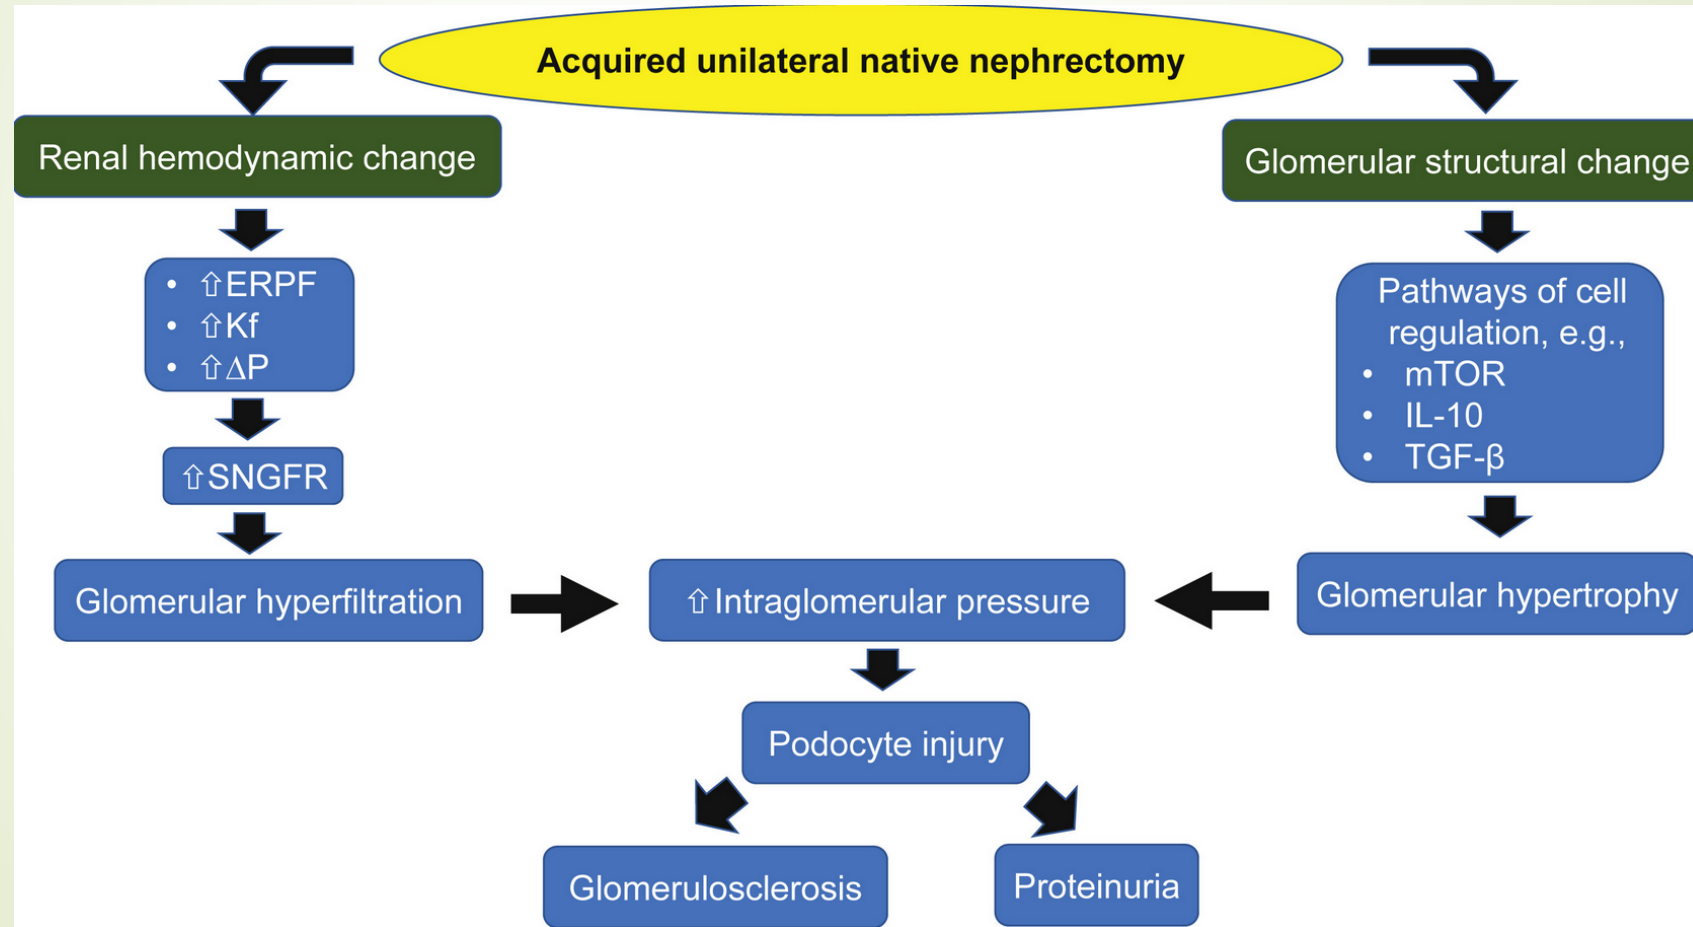 Acquired unilateral native nephrectomy
Renal hemodynamic change
• ⇧ERPF
• ⇧Kf
• ⇧∆P
⇧SNGFR
Glomerular hyperfiltration
Glomerular structural change
Pathways of cell
regulation, e.g.,
• mTOR
• IL-10
• TGF-β
Glomerular hypertrophy
⇧Intraglomerular pressure
Podocyte injury
Glomerulosclerosis
Proteinuria